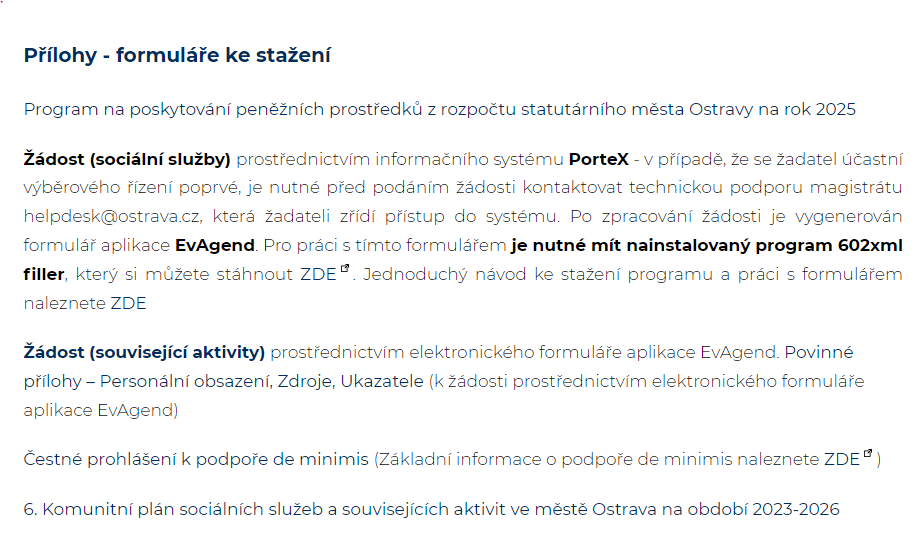 Přílohy - formuláře ke stažení
Program na poskytování peněžních prostředků z rozpočtu statutárního města Ostravy na rok 2025
Žádost (sociální služby) prostřednictvím informačního systému PorteX - v případě, že se žadatel účastní
výběrového řízení poprvé, je nutné před podáním žádosti kontaktovat technickou podporu magistrátu
helpdesk@ostrava.cz, která žadateli zřídí přístup do systému. Po zpracování žádosti je vygenerován
formulář aplikace EvAgend. Pro práci s tímto formulářem je nutné mít nainstalovaný program 602xml
filler, který si můžete stáhnout ZDE. Jednoduchý návod ke stažení programu a práci s formulářem
naleznete ZDE
Žádost (související aktivity) prostřednictvím elektronického formuláře aplikace EvAgend. Povinné
přílohy – Personální obsazení, Zdroje, Ukazatele (k žádosti prostřednictvím elektronického formuláře
aplikace EvAgend)
Čestné prohlášení k podpoře de minimis (Základní informace o podpoře de minimis naleznete ZDE )
6. Komunitní plán sociálních služeb a souvisejících aktivit ve městě Ostrava na období 2023-2026